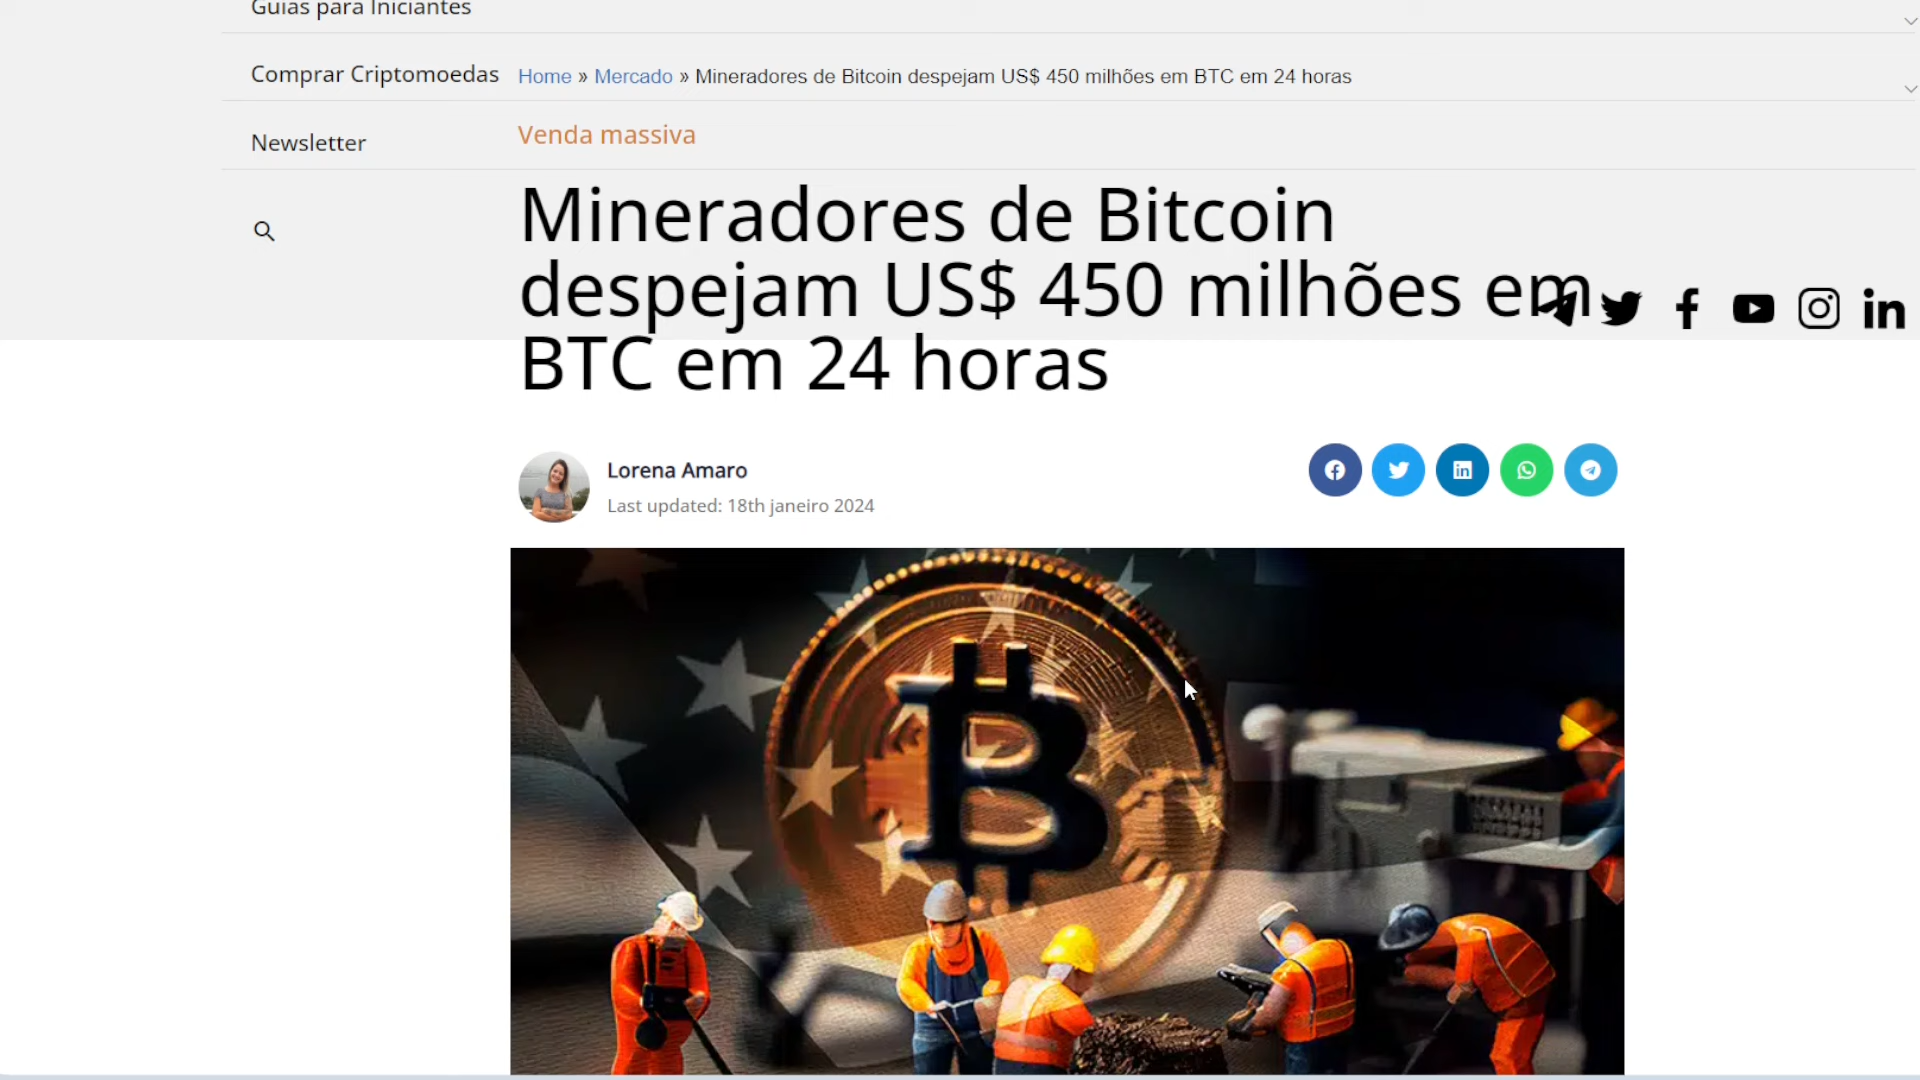 Guias para Iniciantes
Comprar Criptomoedas
Newsletter
Home » Mercado » Mineradores de Bitcoin despejam US$ 450 milhões em BTC em 24 horas
Venda massiva
Mineradores de Bitcoin
despejam US$ 450 milhões em
BTC em 24 horas
Lorena Amaro
Last updated: 18th janeiro 2024